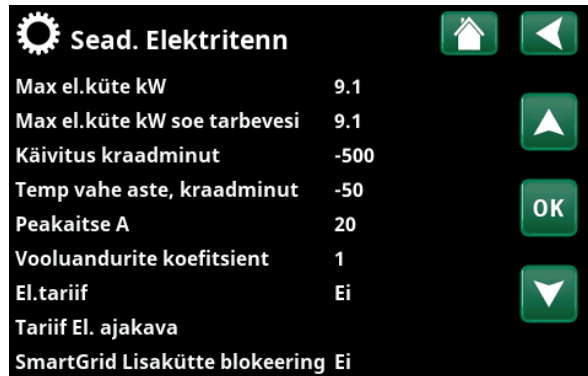 Sead. Elektritenn
Max el.küte kW 9.1
Max el.küte kW soe tarbevesi 9.1
Käivitus kraadminut -500
Temp vahe aste, kraadminut -50
Peakaitse A 20
Vooluandurite koefitsient 1
El.tariif Ei
Tariif El. ajakava
SmartGrid Lisakütte blokeering Ei
OK